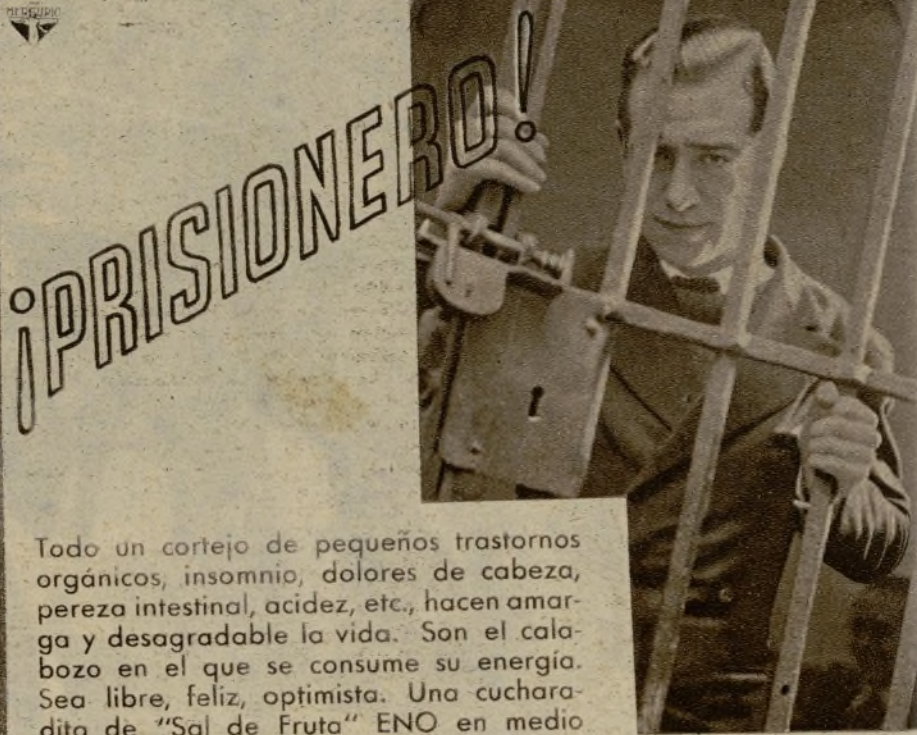 MERCURIO
¡PRISIONERO!
Todo un cortejo de pequeños trastornos
orgánicos, insomnio, dolores de cabeza,
pereza intestinal, acidez, etc., hacen amar-
ga y desagradable la vida. Son el cala-
bozo en el que se consume su energía.
Sea libre, feliz, optimista. Una cuchara-
dita de "Sal de Fruta" ENO en medio